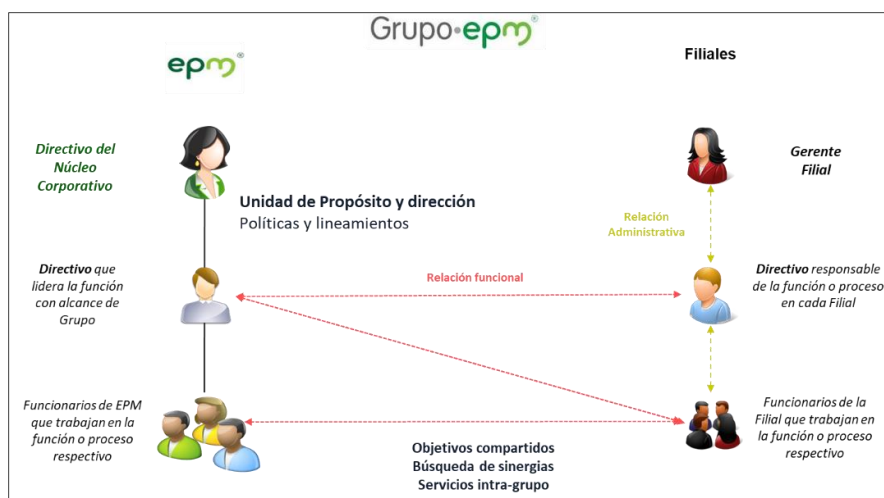 Grupo·epm®
epm®
Filiales
Directivo del
Núcleo
Corporativo
Gerente
Filial
Unidad de Propósito y dirección
Políticas y lineamientos
Relación
Administrativa
Directivo que
lidera la función
con alcance de
Grupo
Relación funcional
Directivo responsable
de la función o proceso
en cada Filial
Funcionarios de EPM
que trabajan en la
función o proceso
respectivo
Funcionarios de la
Filial que trabajan en
la función o proceso
respectivo
Objetivos compartidos
Búsqueda de sinergias
Servicios intra-grupo